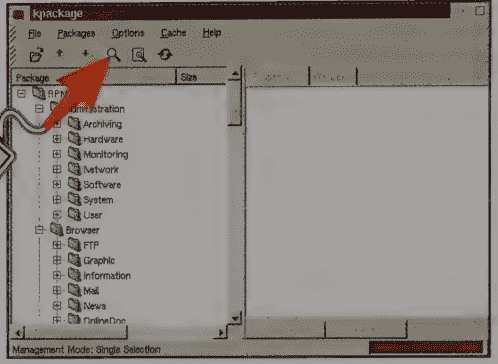 kpackage
File Packages Options Cache Help
Package Size
RPM
Administration
Archiving
Hardware
Monitoring
Network
Software
System
User
Browser
FTP
Graphic
Information
Mail
News
OnlineDoc
Management Mode: Single Selection